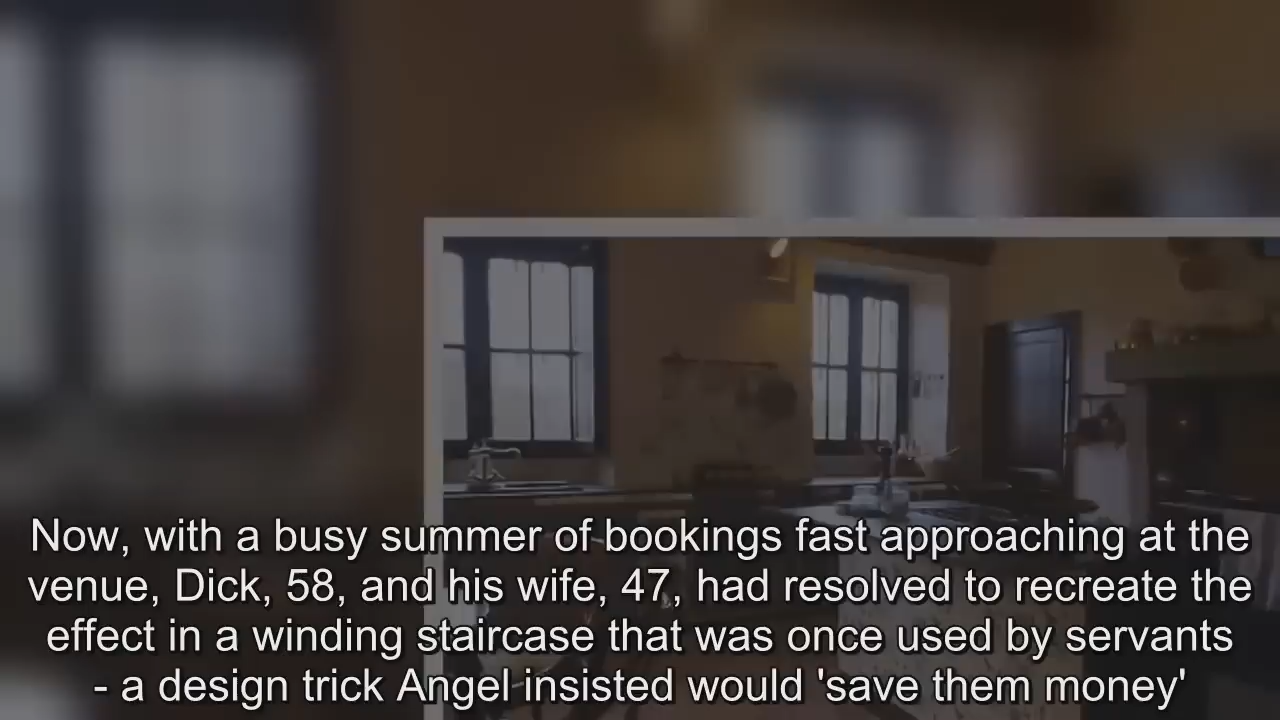 Now, with a busy summer of bookings fast approaching at the
venue, Dick, 58, and his wife, 47, had resolved to recreate the
effect in a winding staircase that was once used by servants
- a design trick Angel insisted would 'save them money'